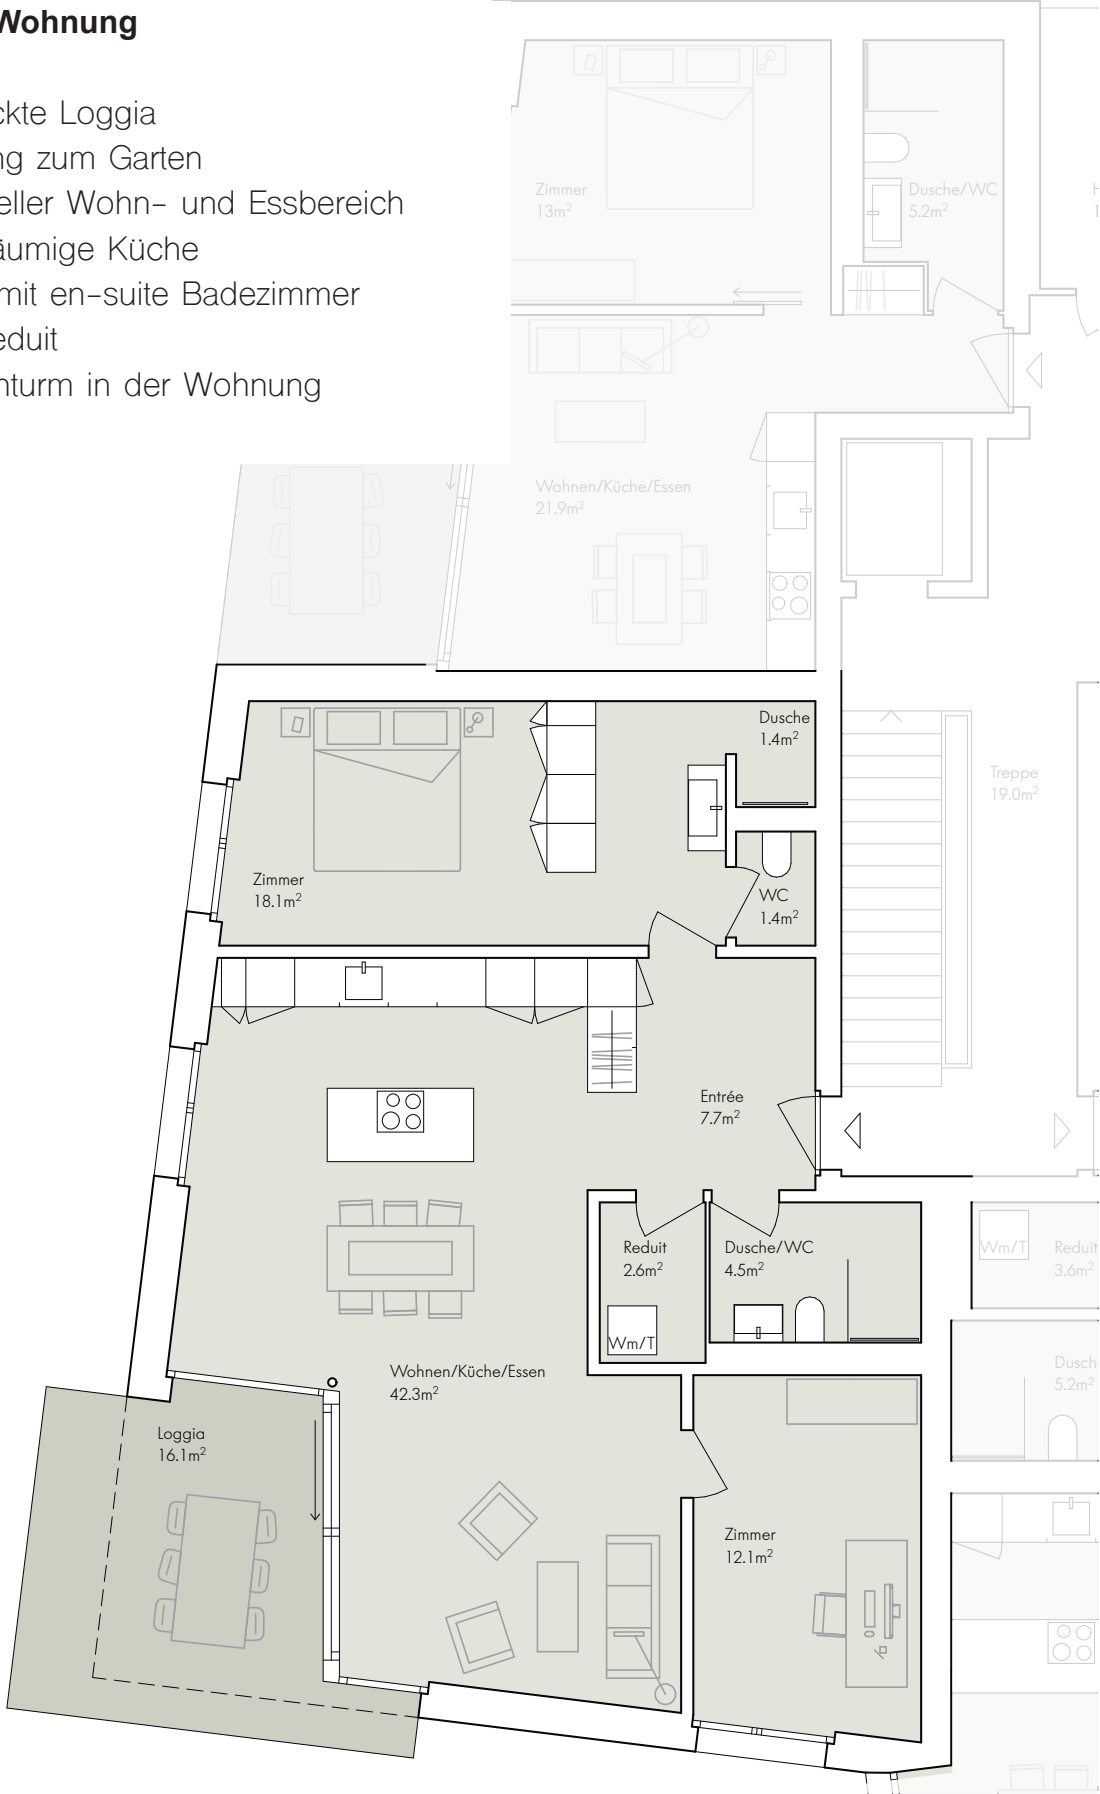 Wohnung
ckte Loggia
ng zum Garten
eller Wohn- und Essbereich
äumige Küche
mit en-suite Badezimmer
eduit
nturm in der Wohnung
Zimmer
13m²
Dusche/WC
5.2m²
Wohnen/Küche/Essen
21.9m²
Dusche
1.4m²
Treppe
19.0m²
Zimmer
18.1m²
WC
1.4m²
Entrée
7.7m²
Reduit
2.6m²
Wm/T
Dusche/WC
4.5m²
Wm/T
Reduit
3.6m²
Wohnen/Küche/Essen
42.3m²
Dusch
5.2m²
Loggia
16.1m²
Zimmer
12.1m²